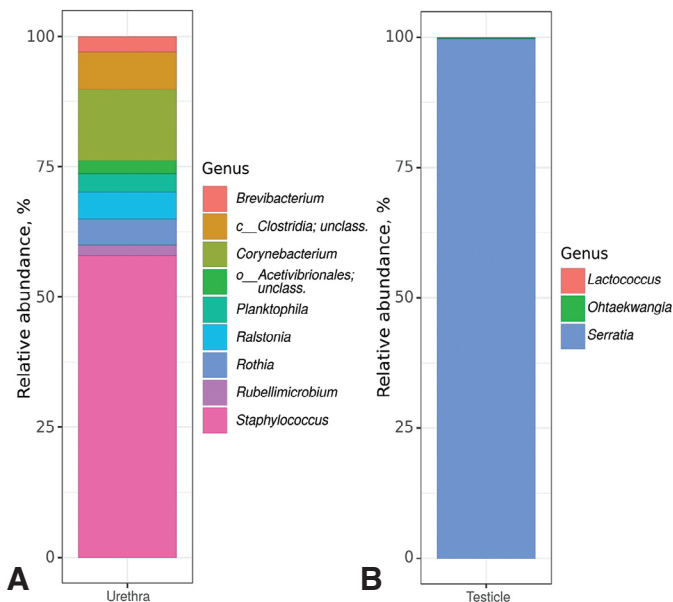 Relative abundance, %
100
75
50
25
0
Urethra
A
Genus
Brevibacterium
c__Clostridia; unclass.
Corynebacterium
o__Acetivibrionales;
unclass.
Planktophila
Ralstonia
Rothia
Rubellimicrobium
Staphylococcus
Relative abundance, %
100
75
50
25
0
Testicle
B
Genus
Lactococcus
Ohtaekwangia
Serratia